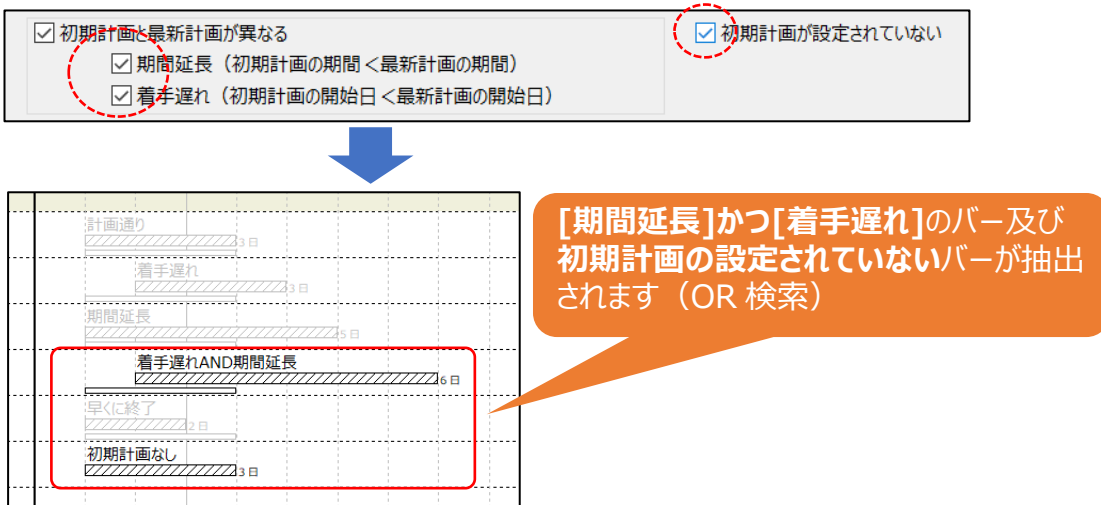 初期計画と最新計画が異なる
初期計画が設定されていない
期間延長（初期計画の期間＜最新計画の期間）
着手遅れ（初期計画の開始日＜最新計画の開始日）
計画通り
3日
着手遅れ
3日
期間延長
5日
着手遅れAND期間延長
6日
早くに終了
2日
初期計画なし
3日
[期間延長]かつ[着手遅れ]のバー及び
初期計画の設定されていないバーが抽出
されます（OR 検索）